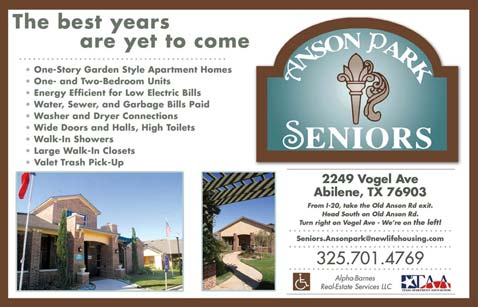 The best years
are yet to come
• One-Story Garden Style Apartment Homes
• One- and Two-Bedroom Units
• Energy Efficient for Low Electric Bills
• Water, Sewer, and Garbage Bills Paid
• Washer and Dryer Connections
• Wide Doors and Halls, High Toilets
• Walk-In Showers
• Large Walk-In Closets
• Valet Trash Pick-Up
ANSON PARK
SENIORS
2249 Vogel Ave
Abilene, TX 76903
From I-20, take the Old Anson Rd exit.
Head South on Old Anson Rd.
Turn right on Vogel Ave - We're on the left!
Seniors.Ansonpark@newlifehousing.com
325.701.4769
Alpha-Barnes
Real-Estate Services LLC